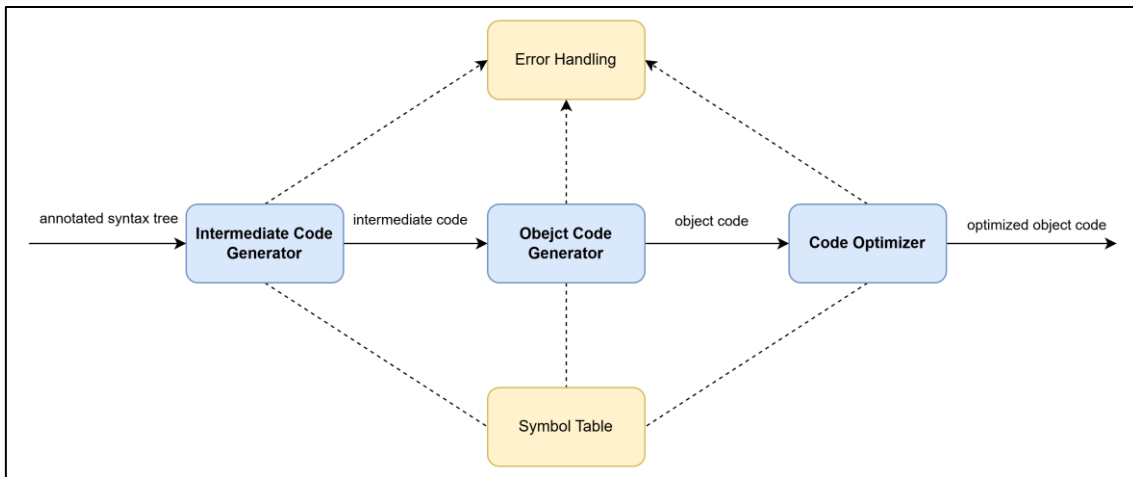 Error Handling
annotated syntax tree
Intermediate Code
Generator
intermediate code
Obejct Code
Generator
object code
Code Optimizer
optimized object code
Symbol Table